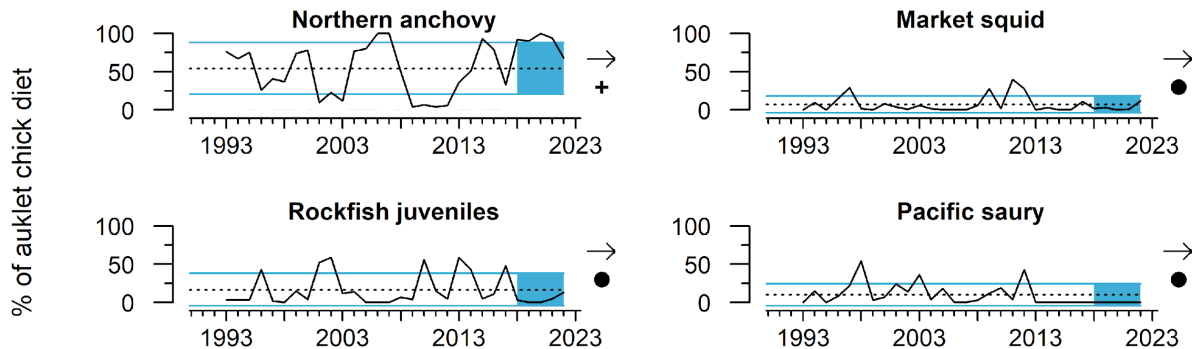 % of auklet chick diet
Northern anchovy
100
50
0
1993 2003 2013 2023
+
Market squid
100
50
0
1993 2003 2013 2023
Rockfish juveniles
100
50
0
1993 2003 2013 2023
Pacific saury
100
50
0
1993 2003 2013 2023